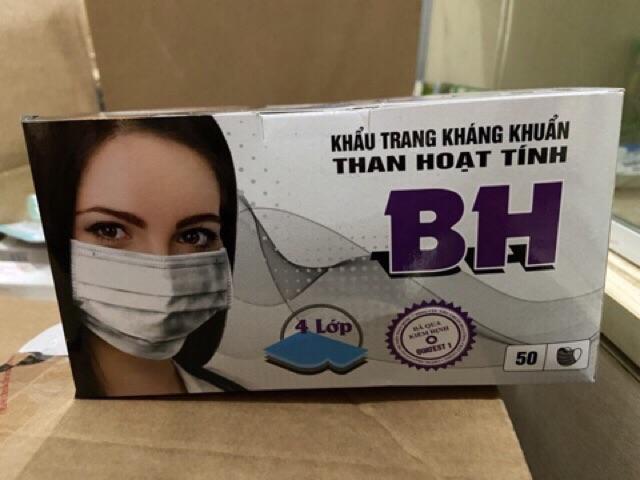 KHẨU TRANG KHÁNG KHUẨN
THAN HOẠT TÍNH
BH
4 Lớp
ĐÃ QUA
KIỂM ĐỊNH
QUATEST 1
50